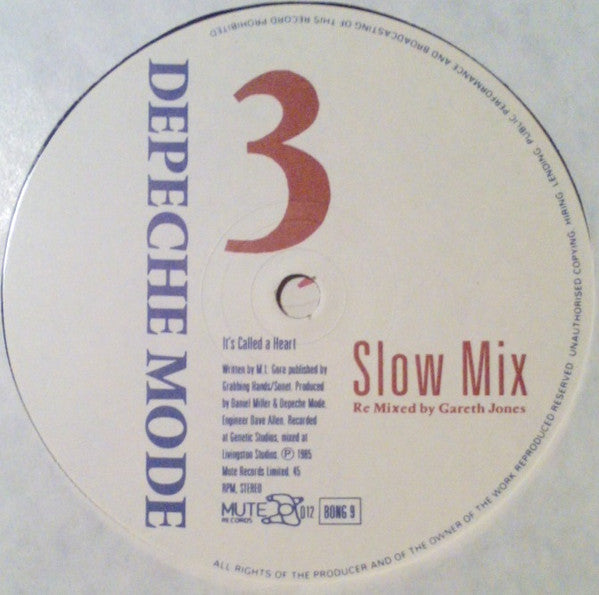 DEPECHE MODE
3
It's Called a Heart
Written by M.L. Gore published by
Grabbing Hands/Sonet. Produced
by Daniel Miller & Depeche Mode.
Engineer Dave Allen. Recorded
at Genetic Studios, mixed at
Livingston Studios. Ⓟ 1985
Mute Records Limited. 45
RPM, STEREO
Slow Mix
Re Mixed by Gareth Jones
MUTE
RECORDS
012
BONG 9
ALL RIGHTS OF THE PRODUCER AND OF THE OWNER OF THE WORK REPRODUCED RESERVED. UNAUTHORISED COPYING. HIRING. LENDING. PUBLIC PERFORMANCE AND BROADCASTING OF THIS RECORD PROHIBITED